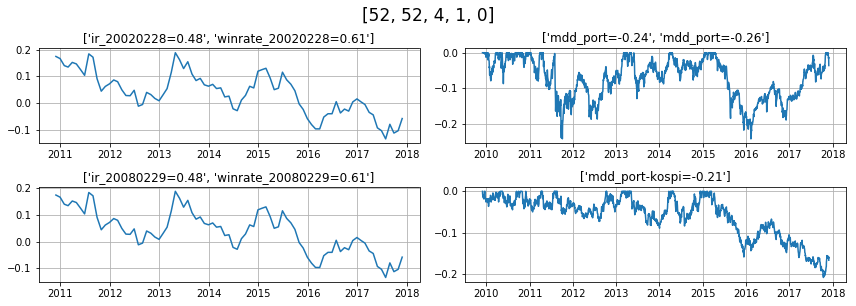 [52, 52, 4, 1, 0]
['ir_20020228=0.48', 'winrate_20020228=0.61']
0.2
0.1
0.0
−0.1
2011 2012 2013 2014 2015 2016 2017 2018
['mdd_port=-0.24', 'mdd_port=-0.26']
0.0
−0.1
−0.2
2010 2011 2012 2013 2014 2015 2016 2017 2018
['ir_20080229=0.48', 'winrate_20080229=0.61']
0.2
0.1
0.0
−0.1
2011 2012 2013 2014 2015 2016 2017 2018
['mdd_port-kospi=-0.21']
0.0
−0.1
−0.2
2010 2011 2012 2013 2014 2015 2016 2017 2018